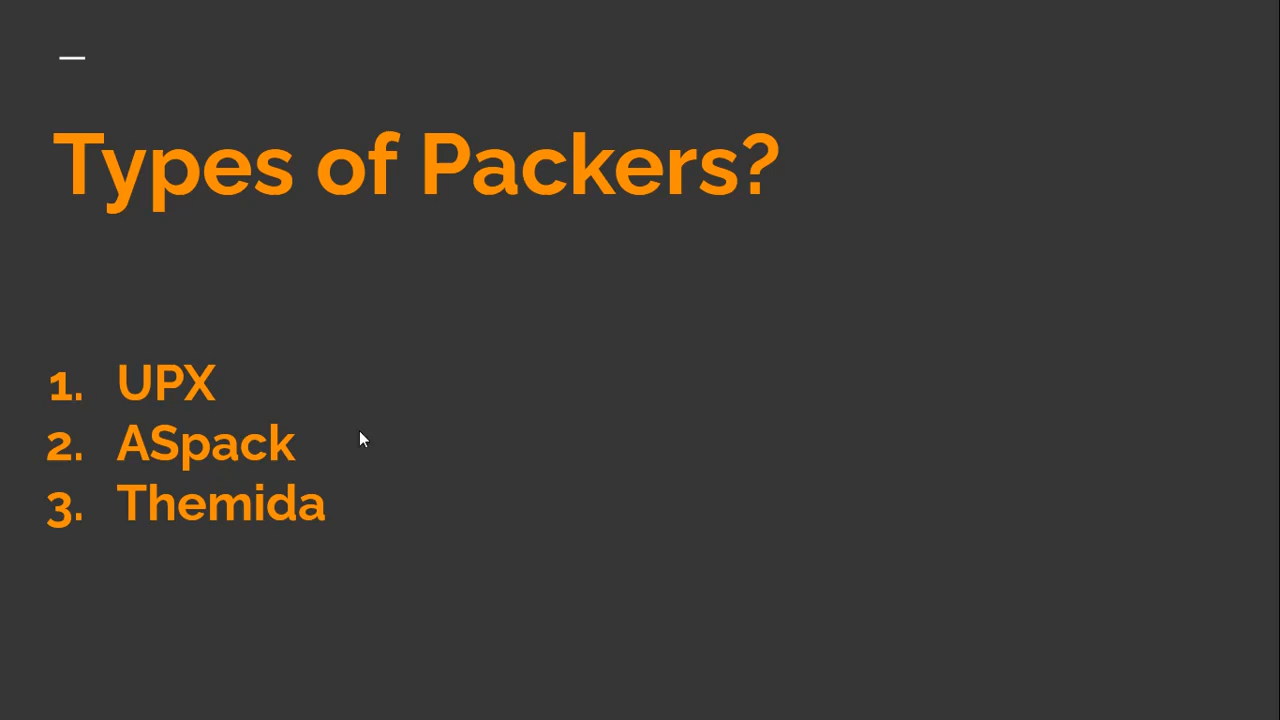 Types of Packers?
1. UPX
2. ASpack
3. Themida